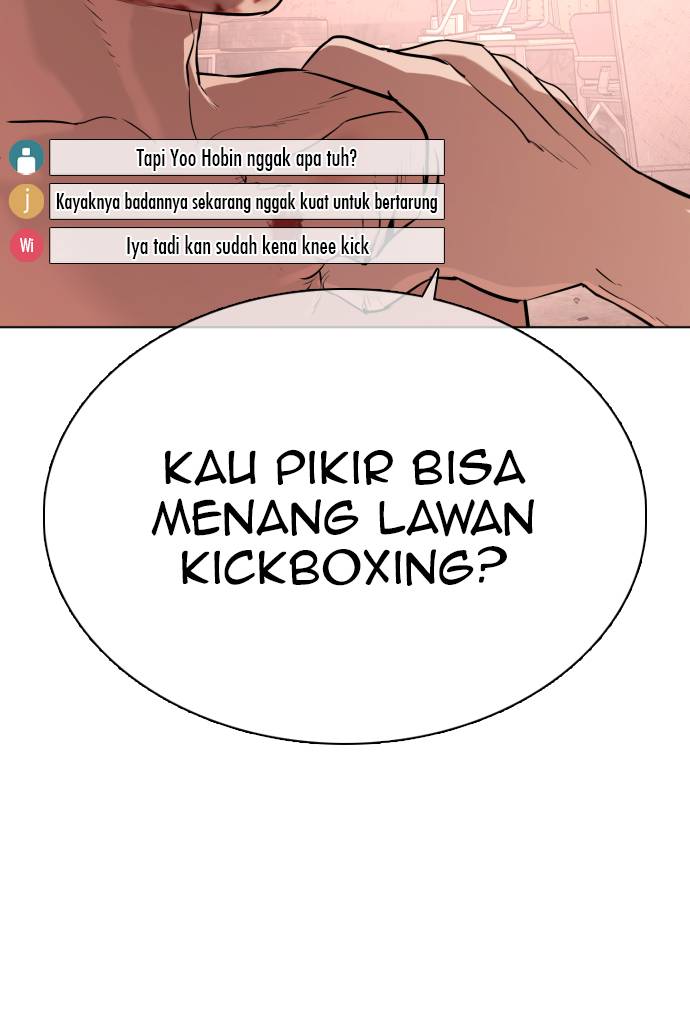 Tapi Yoo Hobin nggak apa tuh?
j
Kayaknya badannya sekarang nggak kuat untuk bertarung
Wi
Iya tadi kan sudah kena knee kick
KAU PIKIR BISA
MENANG LAWAN
KICKBOXING?